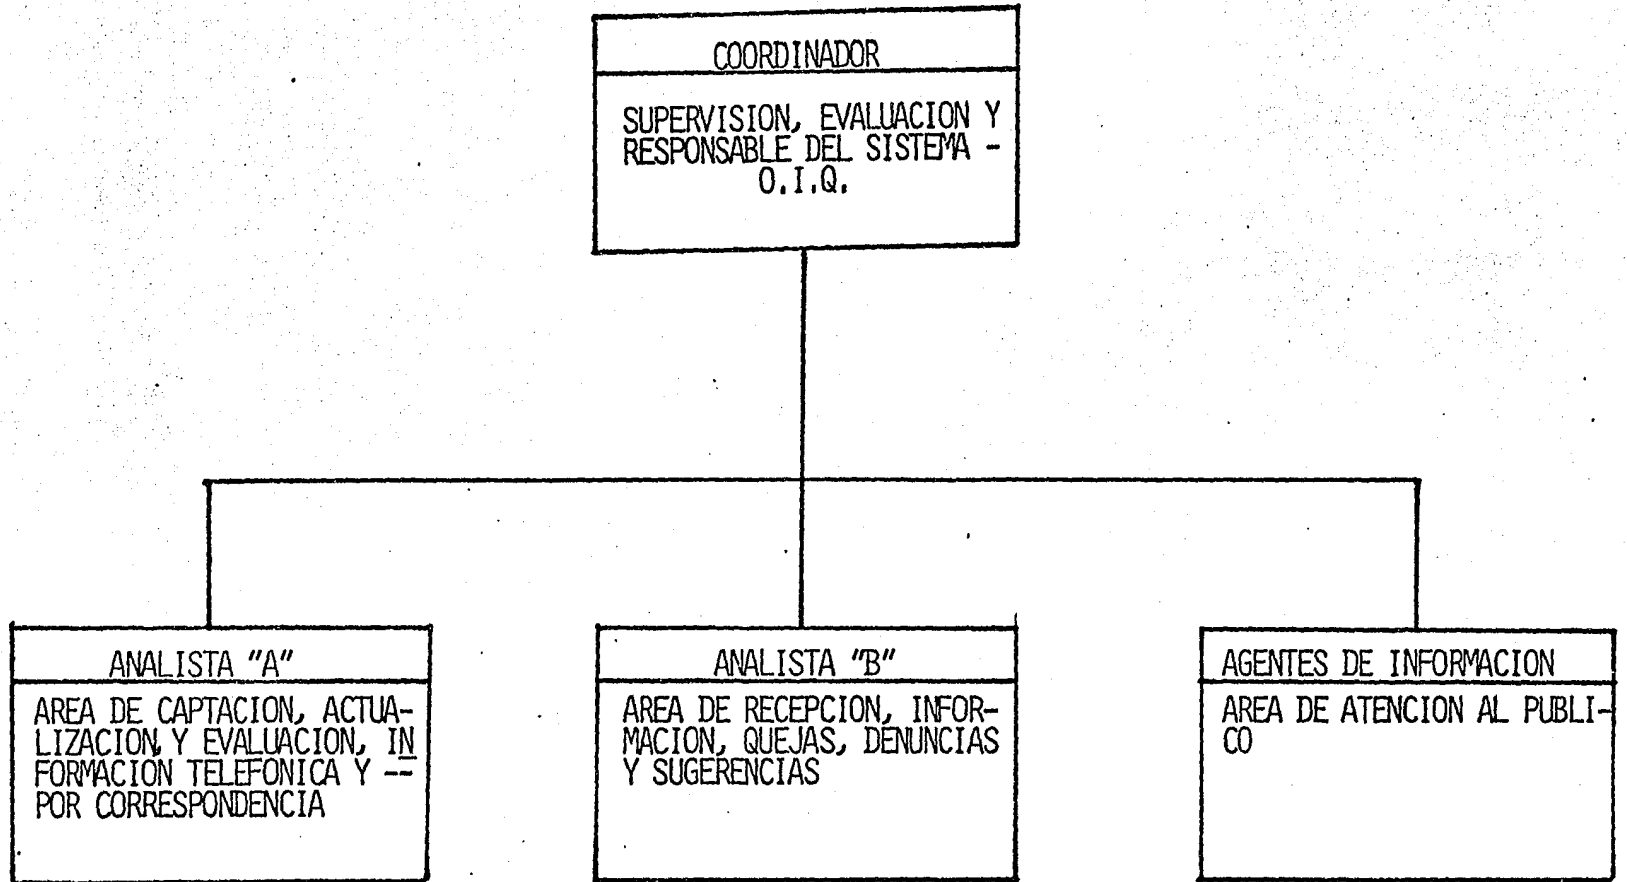 COORDINADOR
SUPERVISION, EVALUACION Y
RESPONSABLE DEL SISTEMA -
O.I.Q.
ANALISTA "A"
AREA DE CAPTACION, ACTUA-
LIZACION, Y EVALUACION, IN
FORMACION TELEFONICA Y --
POR CORRESPONDENCIA
ANALISTA "B"
AREA DE RECEPCION, INFOR-
MACION, QUEJAS, DENUNCIAS
Y SUGERENCIAS
AGENTES DE INFORMACION
AREA DE ATENCION AL PUBLI-
CO